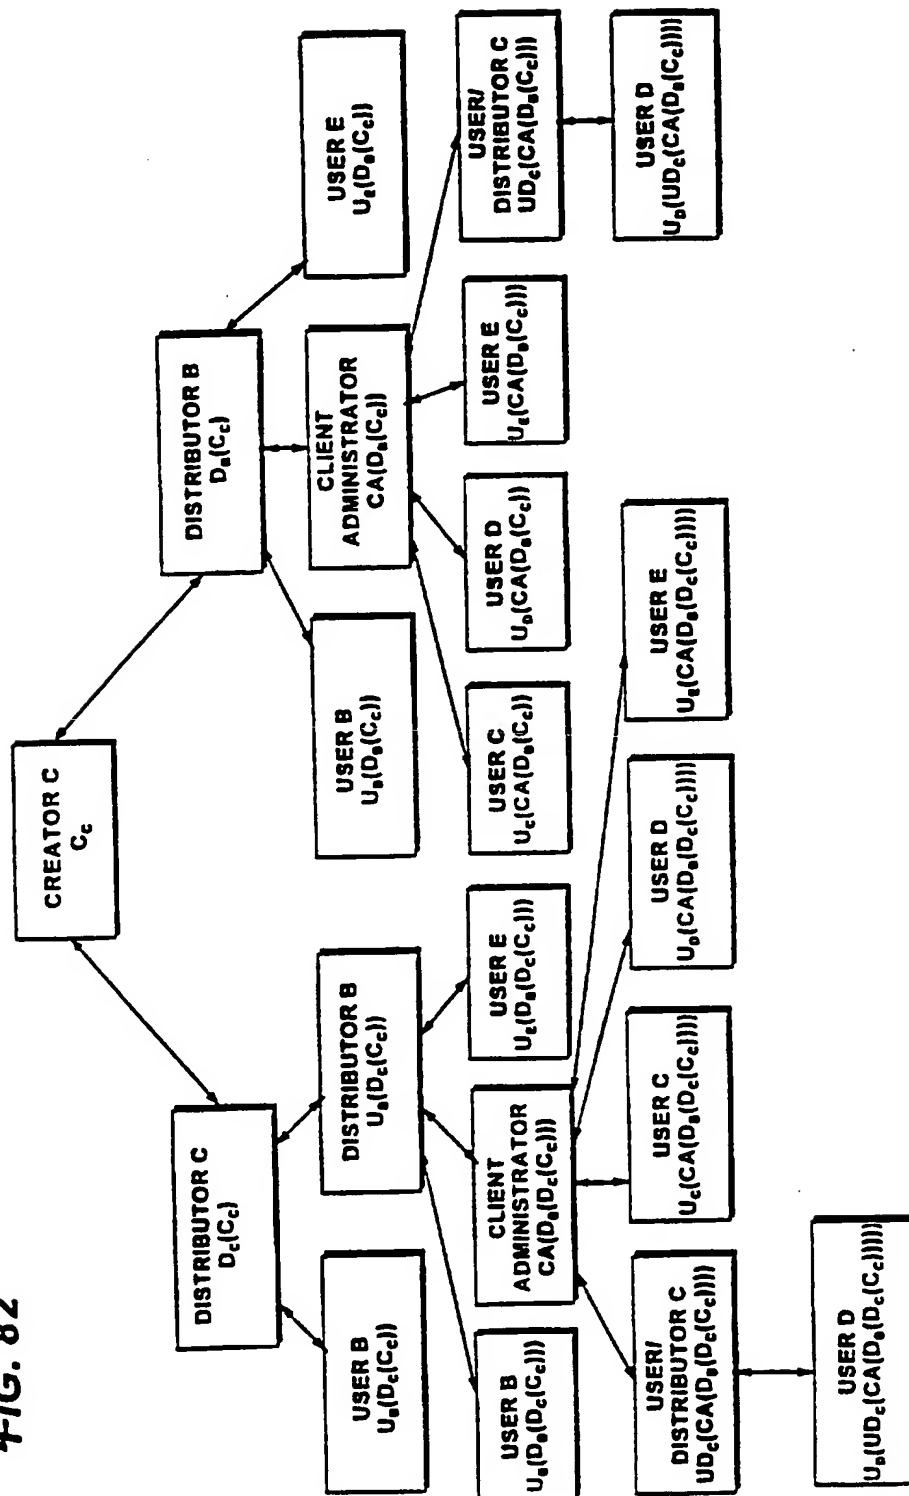 FIG. 82
CREATOR C
C_C
DISTRIBUTOR C
D_C(C_C)
DISTRIBUTOR B
D_B(C_C)
USER B
U_B(D_C(C_C))
DISTRIBUTOR B
U_B(D_C(C_C))
USER B
U_B(D_B(C_C))
CLIENT
ADMINISTRATOR
CA(D_B(C_C))
USER E
U_E(D_B(C_C))
USER B
U_B(D_B(D_C(C_C)))
CLIENT
ADMINISTRATOR
CA(D_B(D_C(C_C)))
USER E
U_E(D_B(D_C(C_C)))
USER C
U_C(CA(D_B(C_C))
USER D
U_D(CA(D_B(C_C))
USER E
U_E(CA(D_B(C_C)))
USER/
DISTRIBUTOR C
UD_C(CA(D_B(C_C)))
USER/
DISTRIBUTOR C
UD_C(CA(D_B(D_C(C_C))))
USER C
U_C(CA(D_B(D_C(C_C))))
USER D
U_D(CA(D_B(D_C(C_C))))
USER E
U_E(CA(D_B(D_C(C_C))))
USER D
U_D(UD_C(CA(D_B(C_C))))
USER D
U_D(UD_C(CA(D_B(D_C(C_C)))))